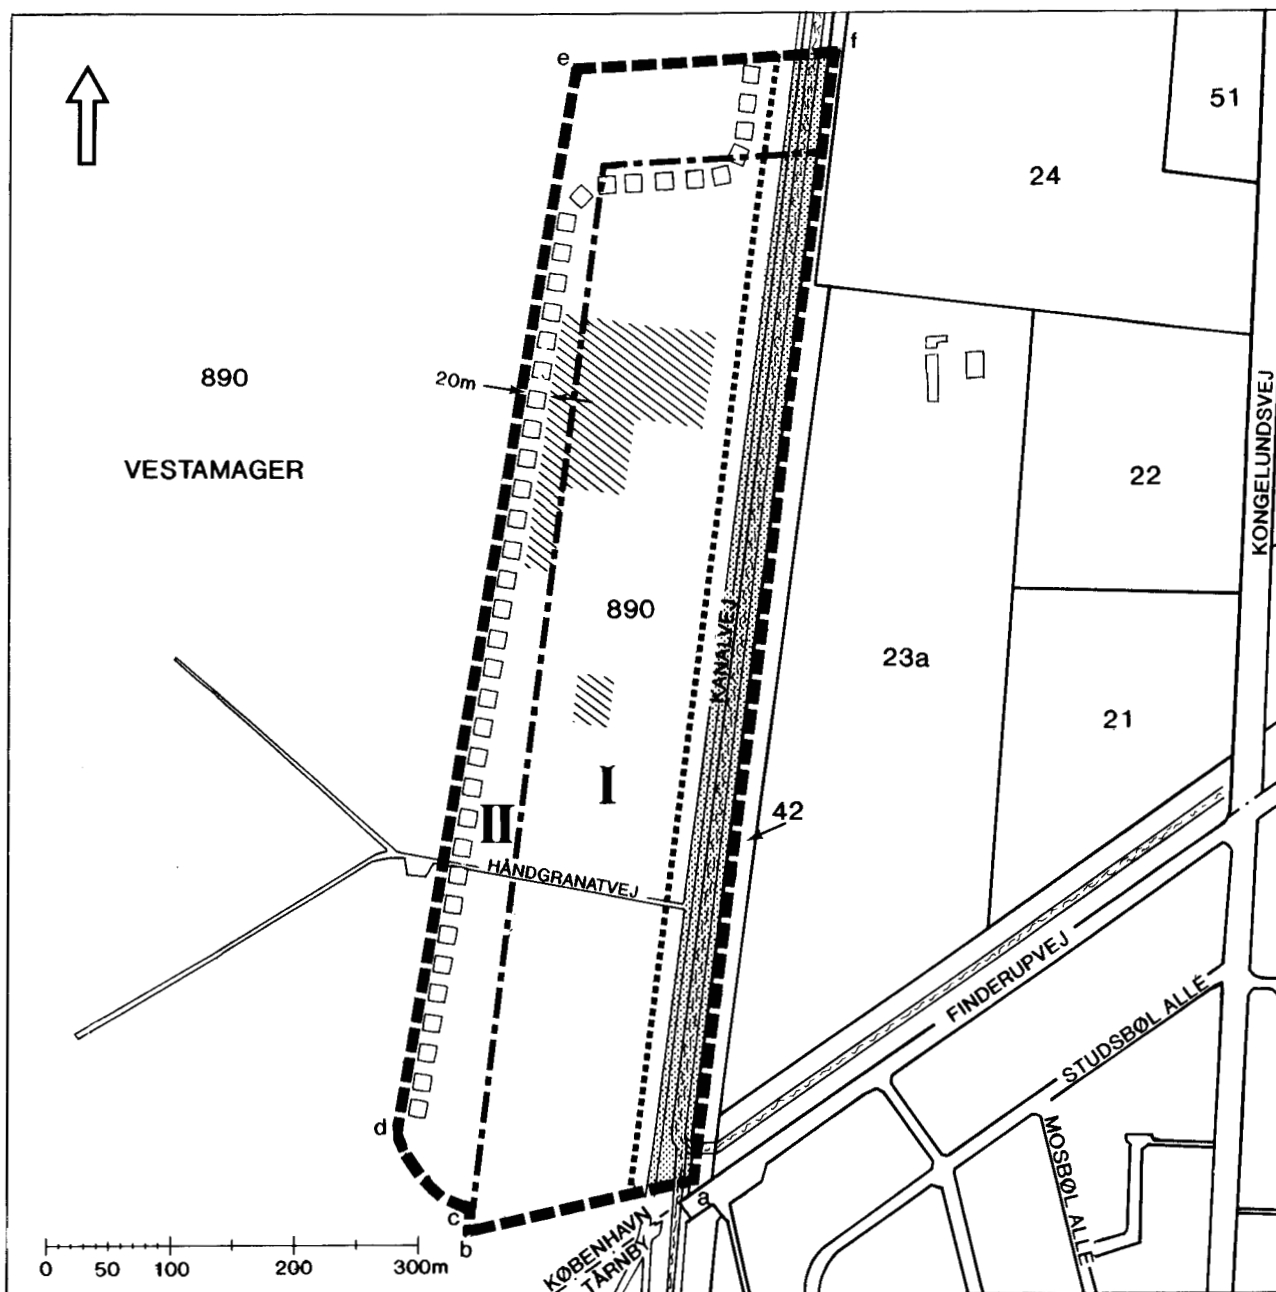 e
f
51
24
890
20m
VESTAMAGER
KONGELUNDSVEJ
22
890
KANALVEJ
23a
21
I
II
42
HÅNDGRANATVEJ
FINDERUPVEJ
STUDSBØL ALLÉ
MOSBØL ALLÉ
d
c
b
a
KØBENHAVN
TÅRNBY
0 50 100 200 300m